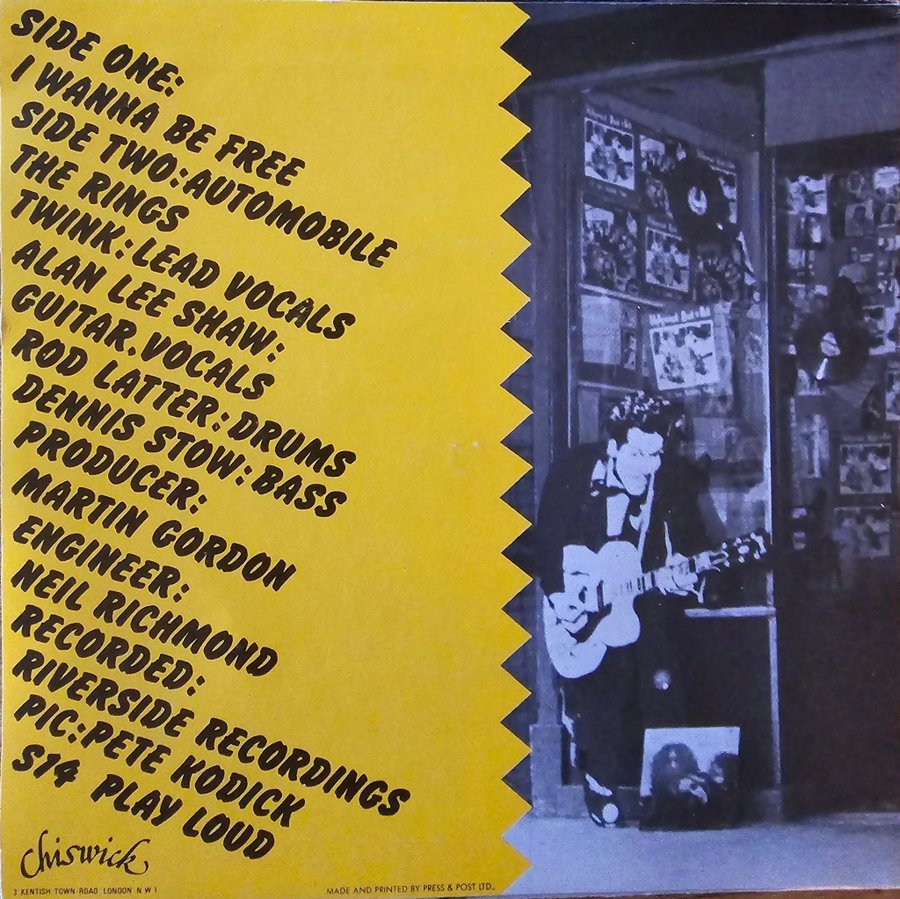 SIDE ONE:
I WANNA BE FREE
SIDE TWO:AUTOMOBILE
THE RINGS
TWINK:LEAD VOCALS
ALAN LEE SHAW:
GUITAR.VOCALS
ROD LATTER:DRUMS
DENNIS STOW:BASS
PRODUCER:
MARTIN GORDON
ENGINEER:
NEIL RICHMOND
RECORDED:
RIVERSIDE RECORDINGS
PIC:PETE KODICK
S14 PLAY LOUD
Chiswick
3 KENTISH TOWN ROAD LONDON N W 1
MADE AND PRINTED BY PRESS & POST LTD.,